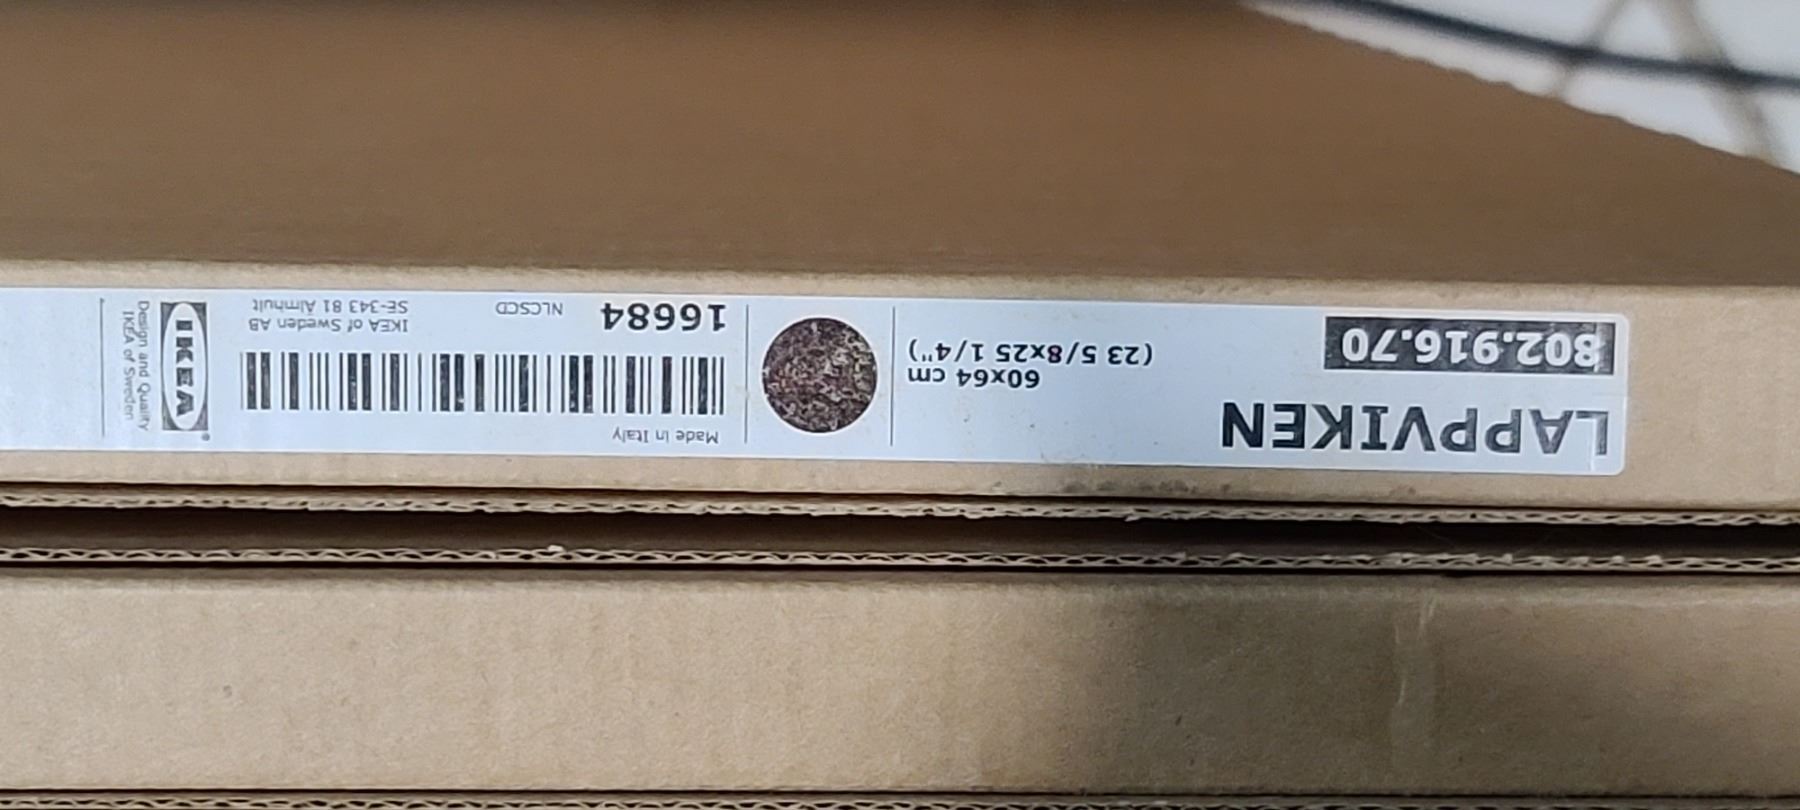 LAPPVIKEN
802.916.70
60x64 cm
(23 5/8x25 1/4")
Made in Italy
16684
NLCSCD
IKEA of Sweden AB
SE-343 81 Älmhult
IKEA®
Design and Quality
IKEA of Sweden